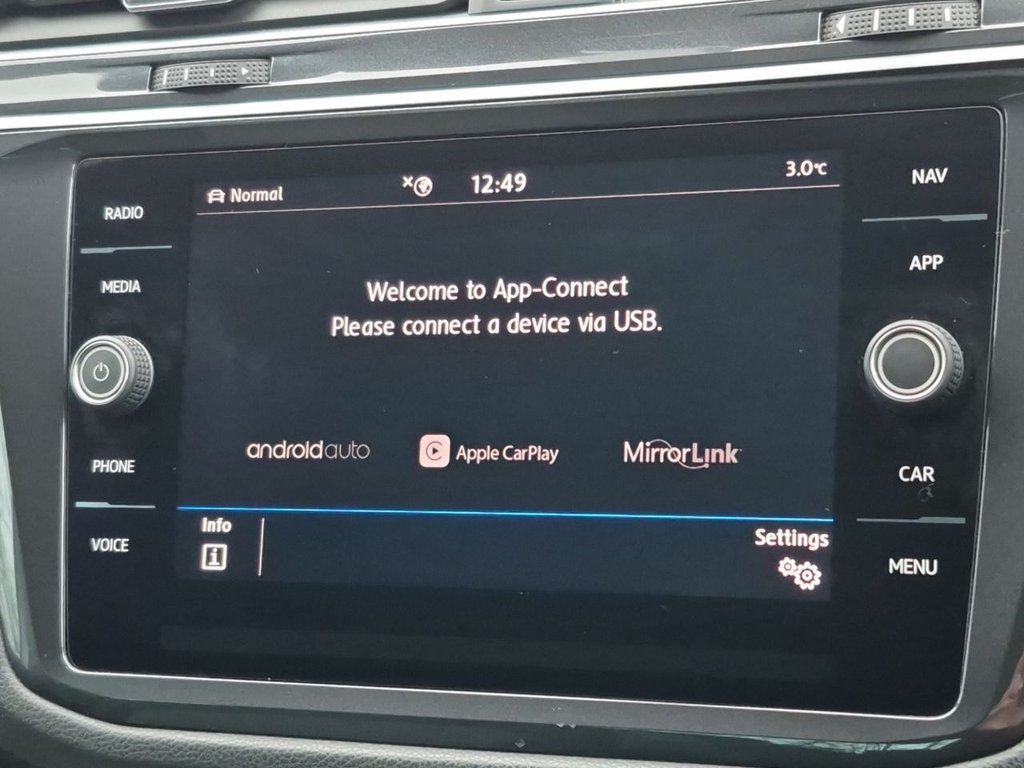 Normal
12:49
3.0°C
RADIO
MEDIA
PHONE
VOICE
Welcome to App-Connect
Please connect a device via USB.
androidauto
Apple CarPlay
MirrorLink
Info
i
Settings
NAV
APP
CAR
MENU